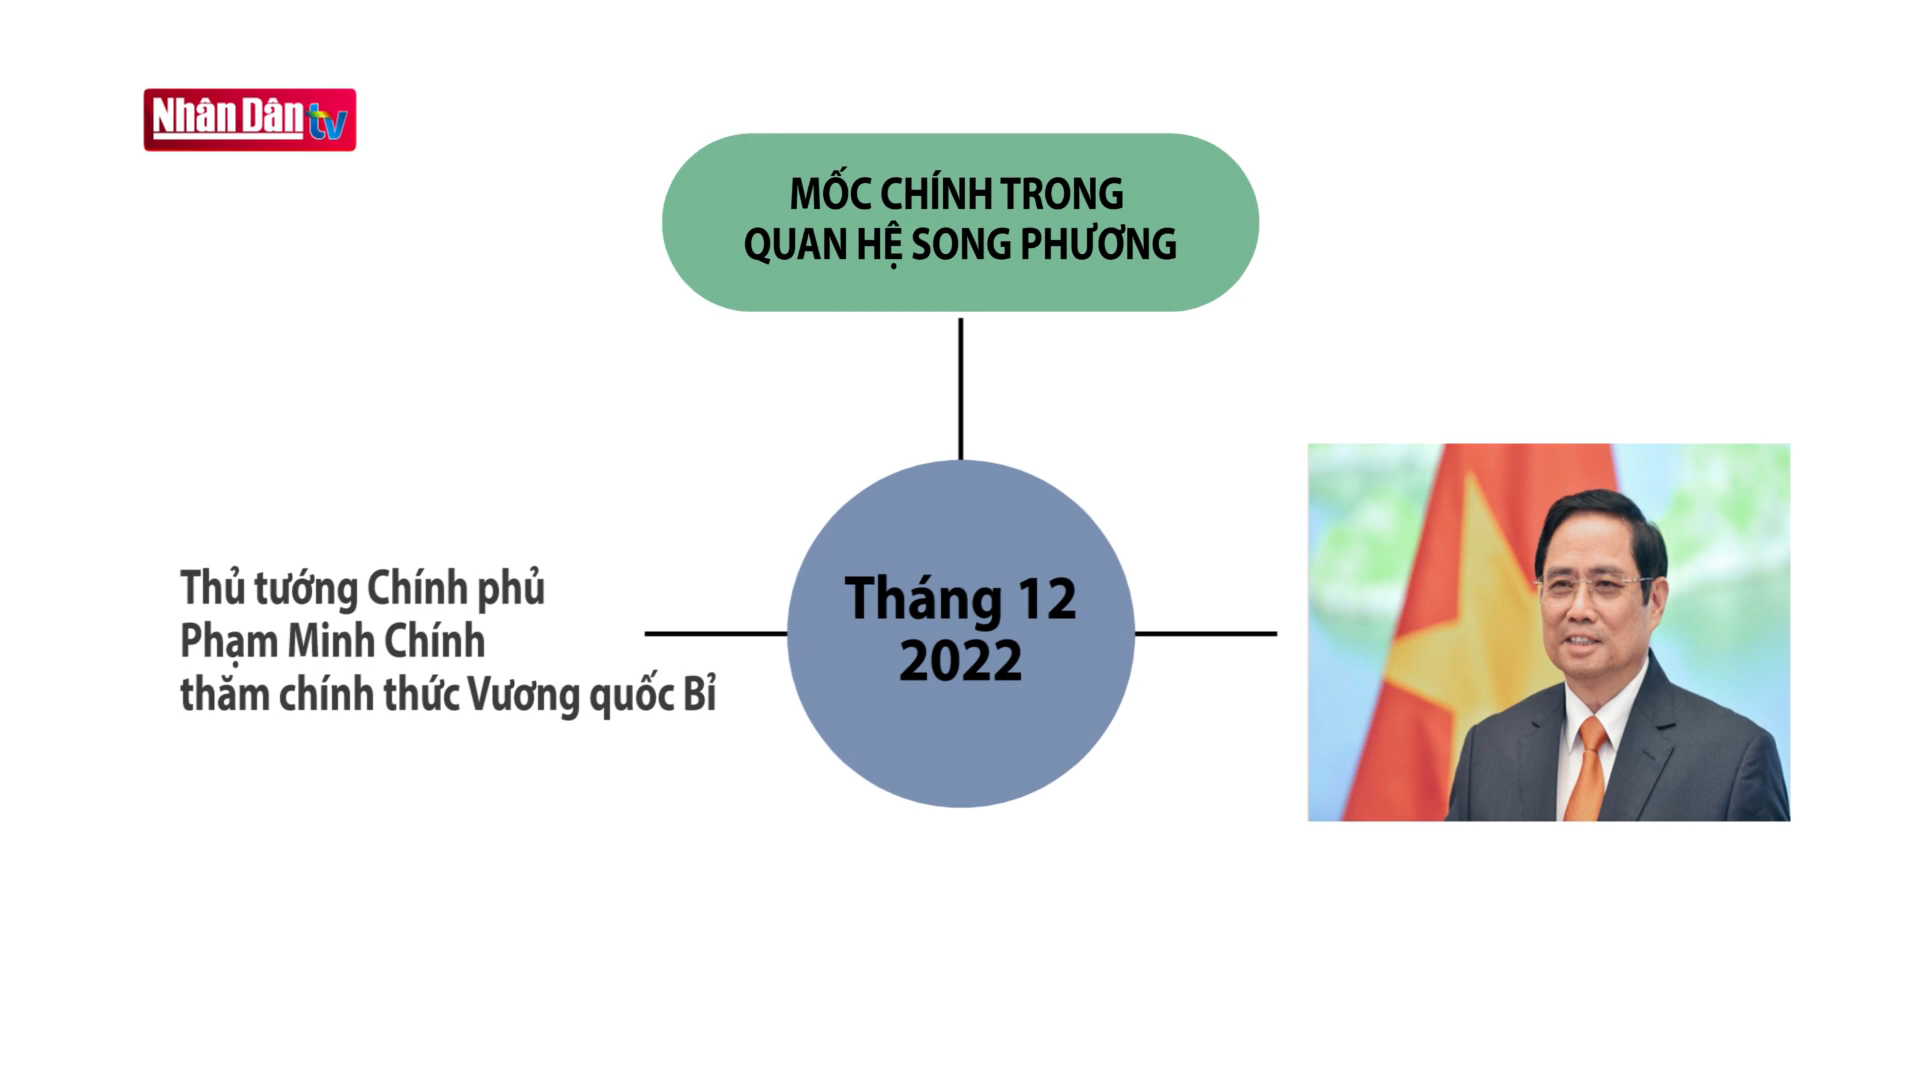 Nhân Dân tv
MỐC CHÍNH TRONG
QUAN HỆ SONG PHƯƠNG
Thủ tướng Chính phủ
Phạm Minh Chính
thăm chính thức Vương quốc Bỉ
Tháng 12
2022